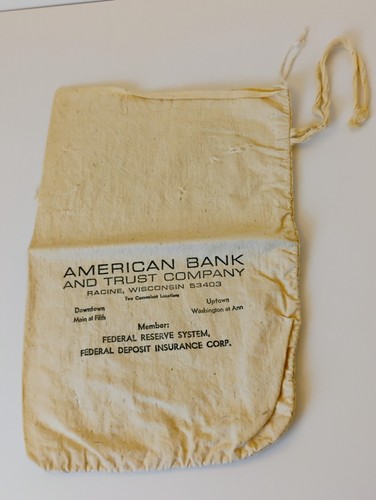 AMERICAN BANK
AND TRUST COMPANY
RACINE, WISCONSIN 53403
Two Convenient Locations
Downtown Uptown
Main at Fifth Washington at Ann
Member:
FEDERAL RESERVE SYSTEM,
FEDERAL DEPOSIT INSURANCE CORP.